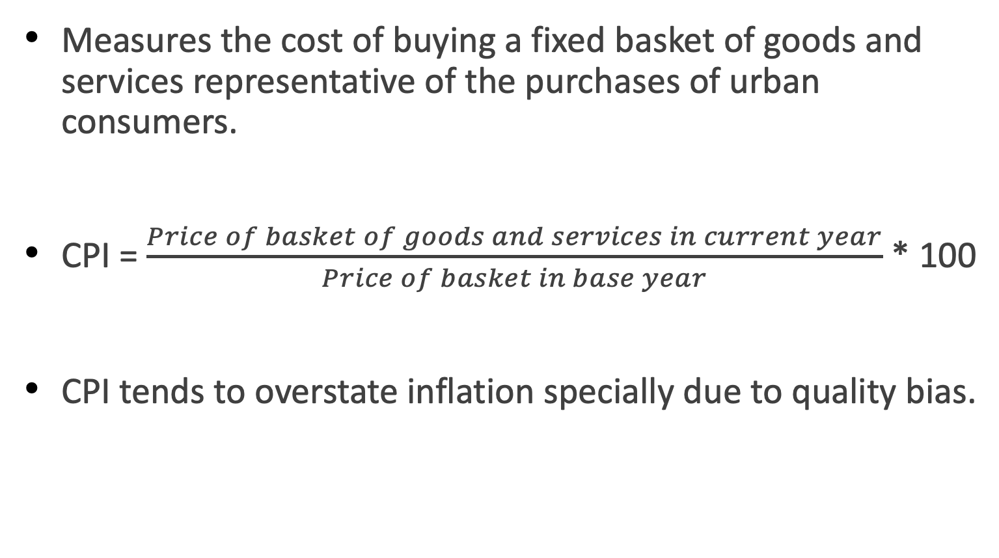 • Measures the cost of buying a fixed basket of goods and
services representative of the purchases of urban
consumers.
• CPI = Price of basket of goods and services in current year / Price of basket in base year * 100
• CPI tends to overstate inflation specially due to quality bias.